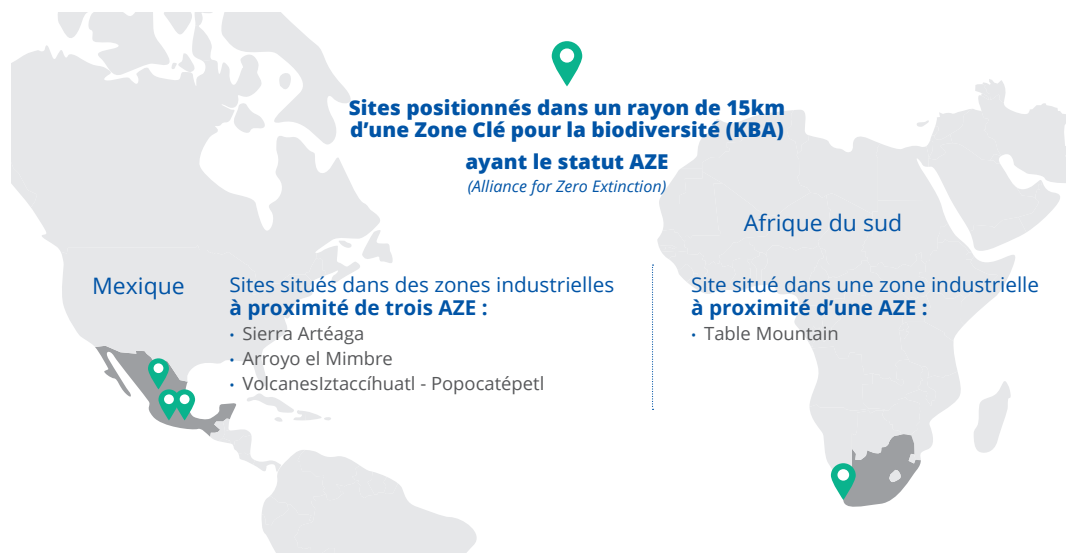 Sites positionnés dans un rayon de 15km
d'une Zone Clé pour la biodiversité (KBA)
ayant le statut AZE
(Alliance for Zero Extinction)
Mexique
Sites situés dans des zones industrielles
à proximité de trois AZE :
· Sierra Artéaga
· Arroyo el Mimbre
· VolcanesIztaccíhuatl - Popocatépetl
Afrique du sud
Site situé dans une zone industrielle
à proximité d'une AZE :
· Table Mountain